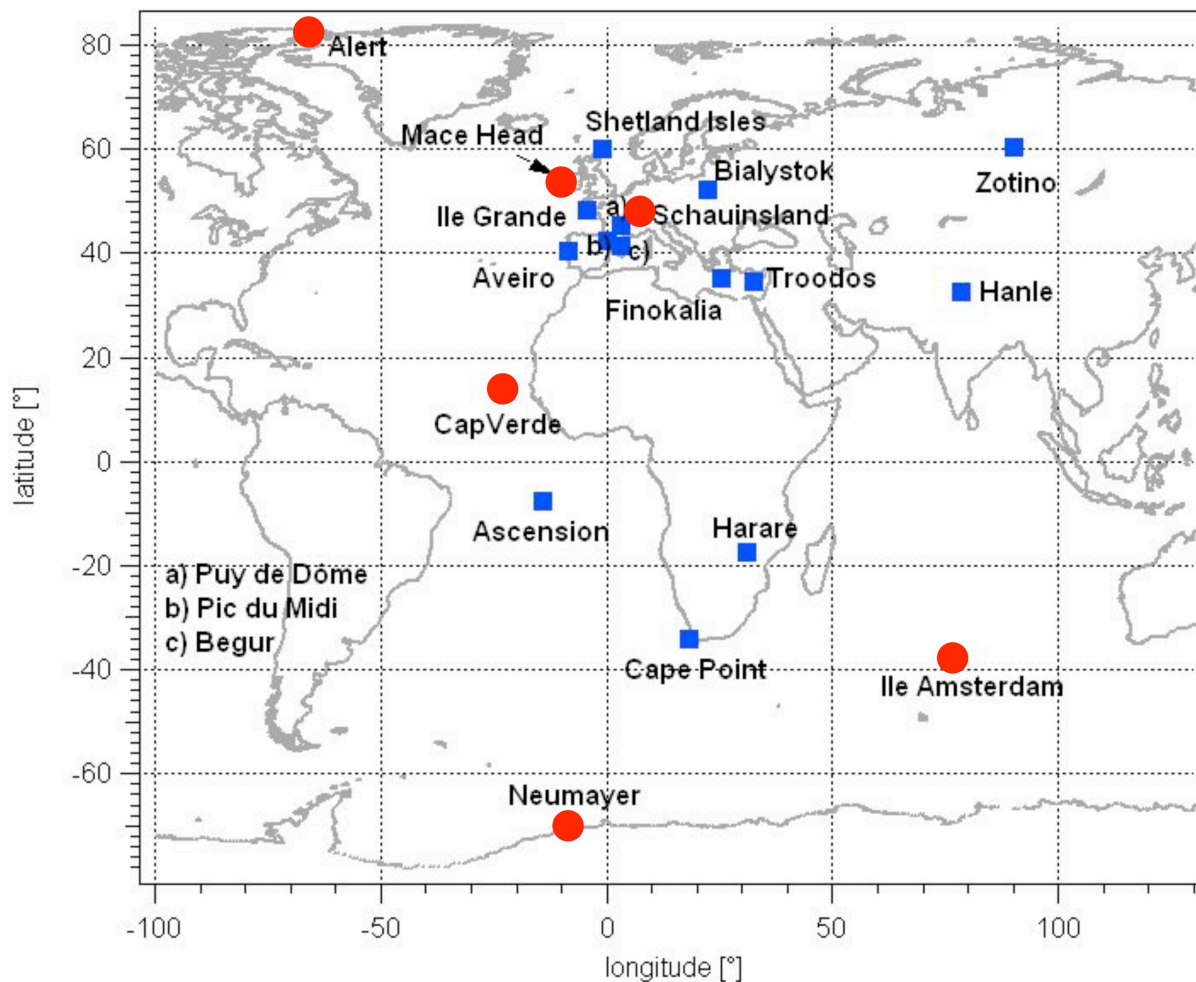 80
Alert
Shetland Isles
Mace Head
60
Bialystok
Zotino
Ile Grande
a)
Schauinsland
b)
c)
40
Aveiro
Troodos
Hanle
Finokalia
20
CapVerde
latitude [°]
0
Ascension
Harare
-20
a) Puy de Dôme
b) Pic du Midi
c) Begur
Cape Point
-40
Ile Amsterdam
-60
Neumayer
-100
-50
0
50
100
longitude [°]